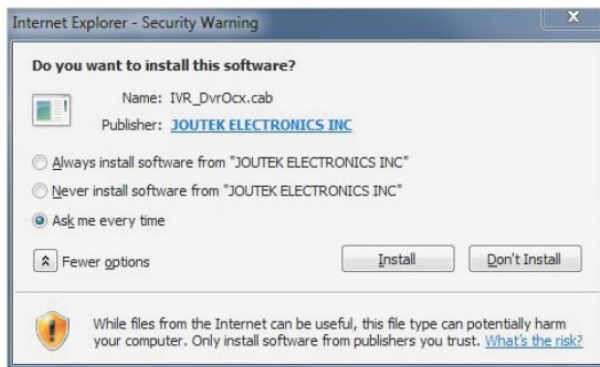 Internet Explorer - Security Warning
Do you want to install this software?
Name: IVR_DvrOcx.cab
Publisher: JOUTEK ELECTRONICS INC
Always install software from "JOUTEK ELECTRONICS INC"
Never install software from "JOUTEK ELECTRONICS INC"
Ask me every time
Fewer options
Install
Don't Install
While files from the Internet can be useful, this file type can potentially harm
your computer. Only install software from publishers you trust. What's the risk?